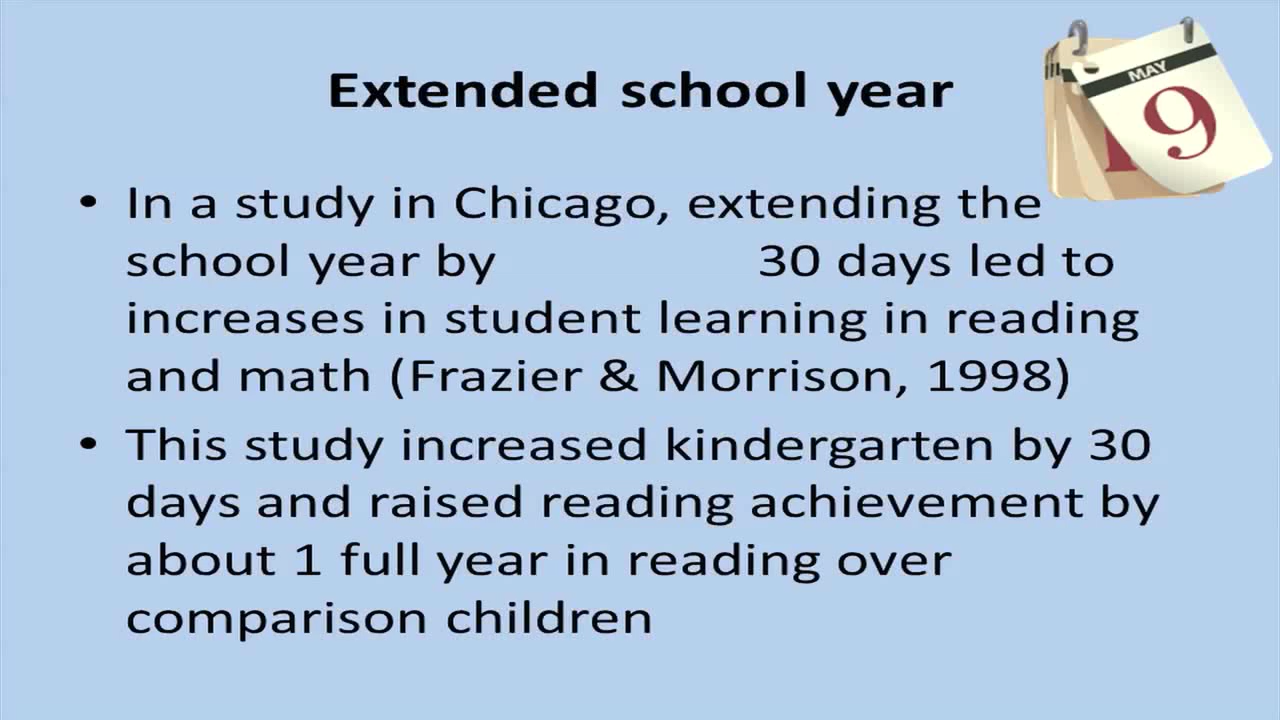 Extended school year
MAY
19
• In a study in Chicago, extending the
school year by 30 days led to
increases in student learning in reading
and math (Frazier & Morrison, 1998)
• This study increased kindergarten by 30
days and raised reading achievement by
about 1 full year in reading over
comparison children